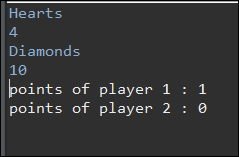 Hearts
4
Diamonds
10
points of player 1 : 1
points of player 2 : 0